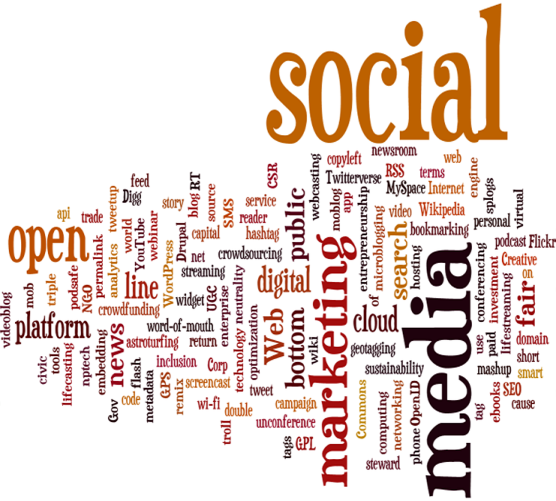 social
newsroom
copyleft
web
engine
Twitterverse
RSS
terms
MySpace
Internet
splogs
virtual
webcasting
CSR
feed
Digg
tweetup
story
blog
RT
source
SMS
service
reader
hashtag
public
moblog
app
entrepreneurship
microblogging
video
Wikipedia
bookmarking
personal
podcast
Flickr
api
trade
open
permalink
analytics
world
YouTube
webinar
WordPress
Drupal
capital
crowdsourcing
net
streaming
digital
marketing
search
hosting
media
conferencing
lifestreaming
investment
Creative
fair
on
videoblog
mob
triple
podsafe
NGO
line
crowdfunding
widget
UGC
enterprise
neutrality
technology
optimization
Web
bottom
wiki
cloud
of
geotagging
sustainability
use
paid
domain
short
smart
mashup
platform
civic
tools
lifecasting
nptech
embedding
news
Gov
code
flash
metadata
word-of-mouth
astroturfing
return
inclusion
Corp
GPS
remix
screencast
wi-fi
double
troll
tweet
campaign
unconference
tags
GPL
Commons
steward
computing
networking
phone
OpenID
tag
ebooks
SEO
cause